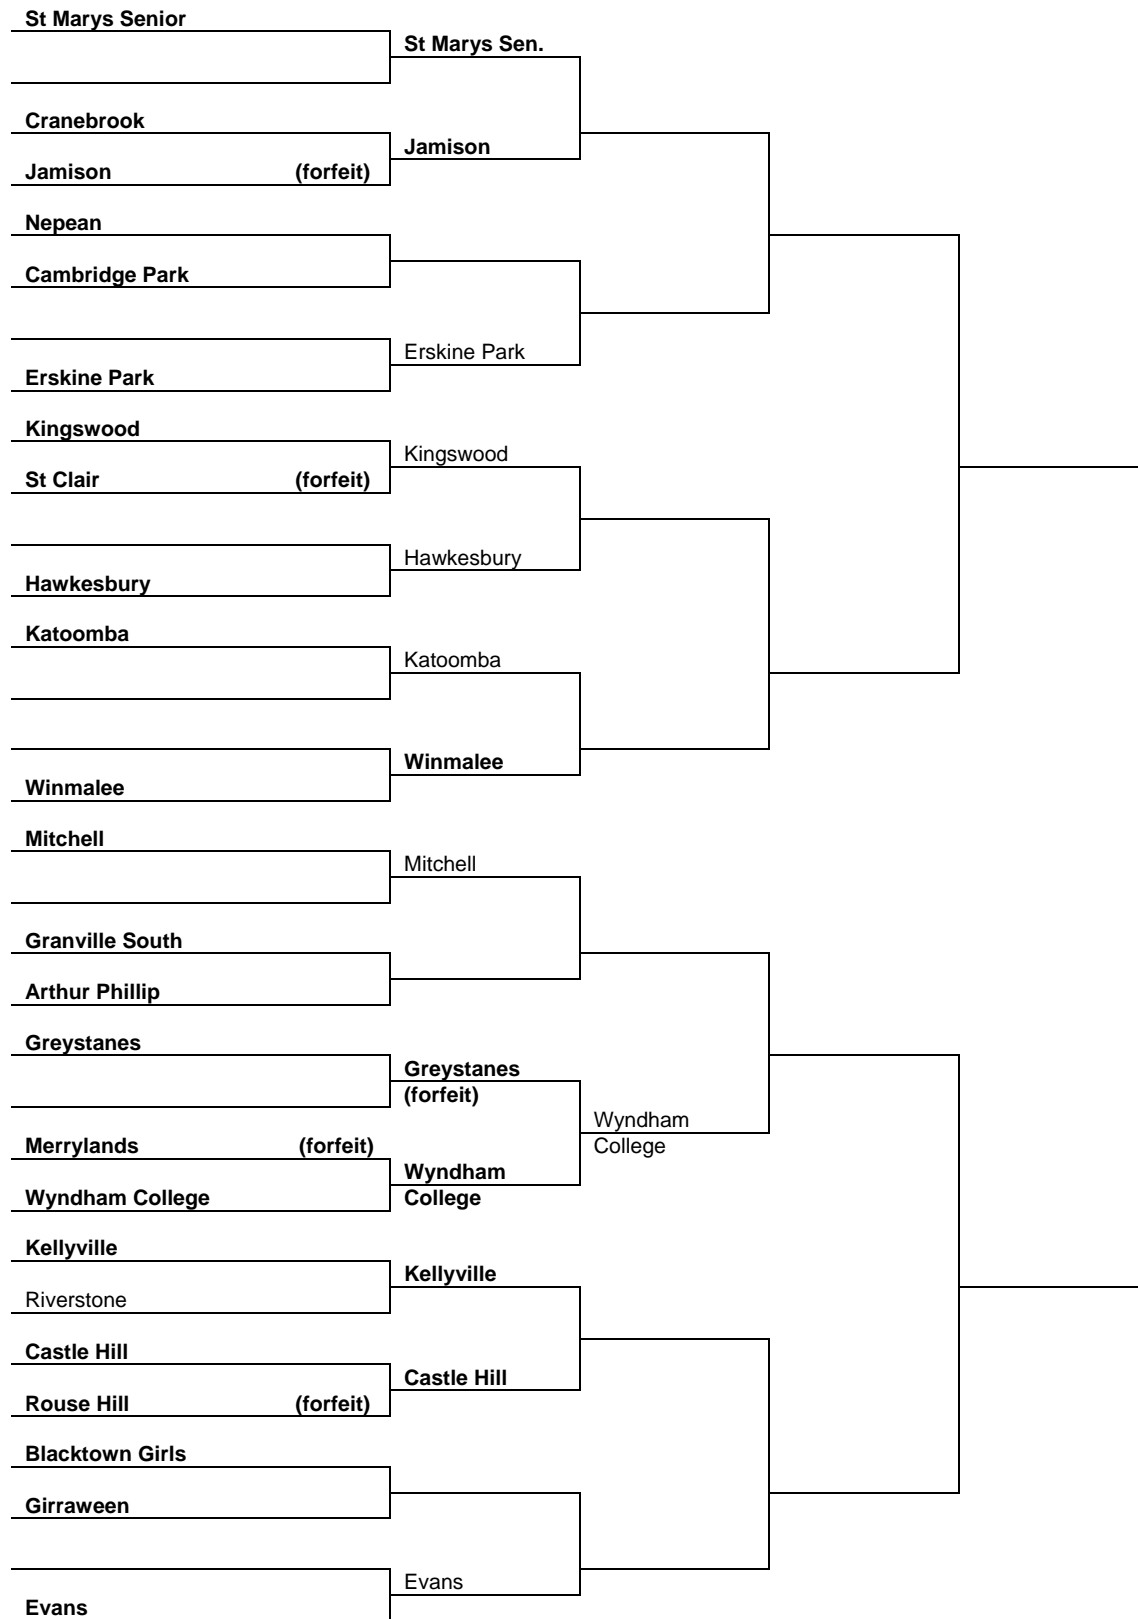 St Marys Senior
St Marys Sen.
Cranebrook
Jamison
Jamison (forfeit)
Nepean
Cambridge Park
Erskine Park
Erskine Park
Kingswood
Kingswood
St Clair (forfeit)
Hawkesbury
Hawkesbury
Katoomba
Katoomba
Winmalee
Winmalee
Mitchell
Mitchell
Granville South
Arthur Phillip
Greystanes
Greystanes
(forfeit)
Wyndham
College
Merrylands (forfeit)
Wyndham
College
Wyndham College
Kellyville
Kellyville
Riverstone
Castle Hill
Castle Hill
Rouse Hill (forfeit)
Blacktown Girls
Girraween
Evans
Evans